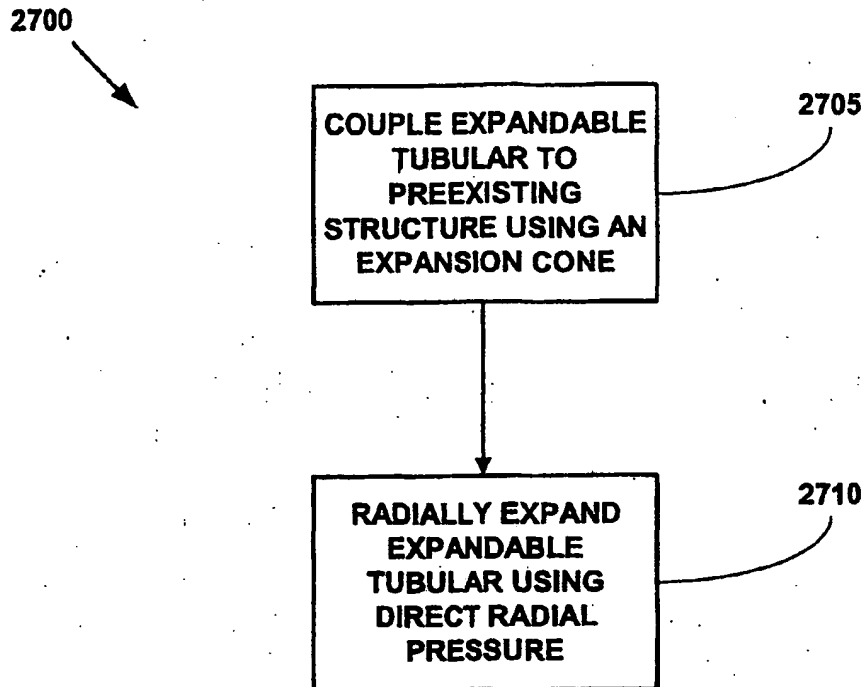 2700
COUPLE EXPANDABLE
TUBULAR TO
PREEXISTING
STRUCTURE USING AN
EXPANSION CONE
2705
RADIALLY EXPAND
EXPANDABLE
TUBULAR USING
DIRECT RADIAL
PRESSURE
2710